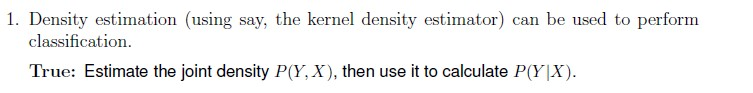 1. Density estimation (using say, the kernel density estimator) can be used to perform
classification.
True: Estimate the joint density P(Y, X), then use it to calculate P(Y|X).